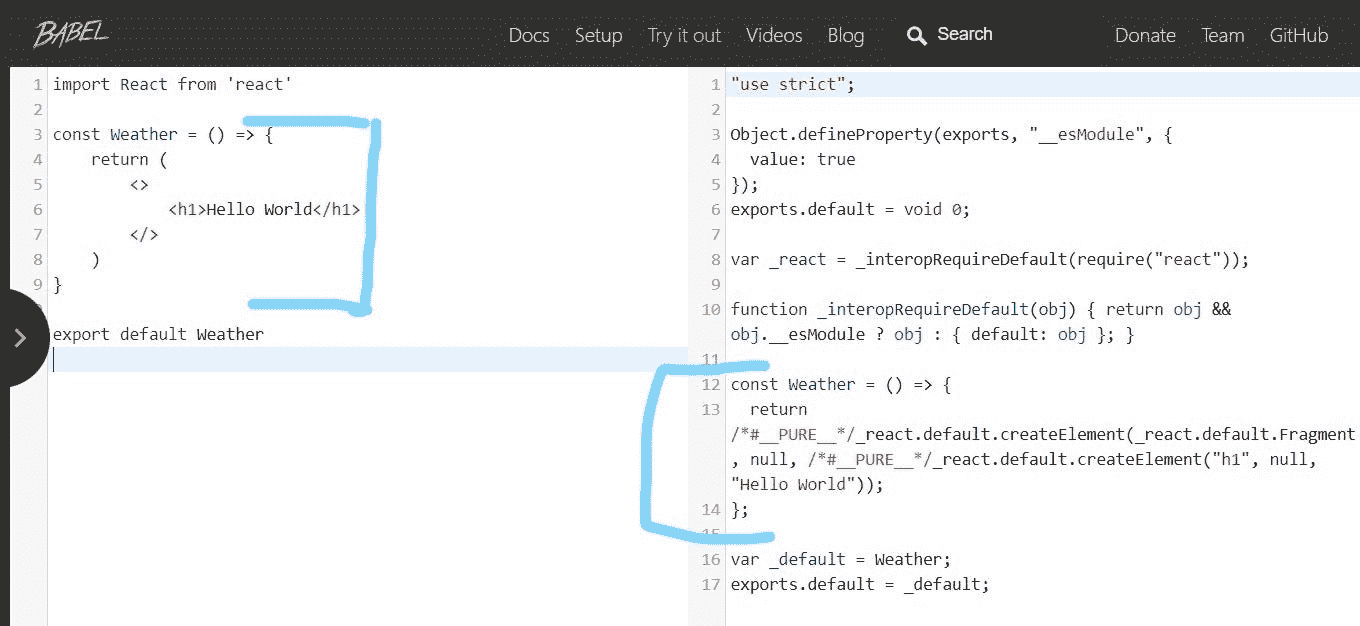 BABEL Docs Setup Try it out Videos Blog Search Donate Team GitHub
1 import React from 'react'
2
3 const Weather = () => {
4     return (
5         <>
6             <h1>Hello World</h1>
7         </>
8     )
9 }
export default Weather
1 "use strict";
2
3 Object.defineProperty(exports, "__esModule", {
4   value: true
5 });
6 exports.default = void 0;
7
8 var _react = _interopRequireDefault(require("react"));
9
10 function _interopRequireDefault(obj) { return obj &&
obj.__esModule ? obj : { default: obj }; }
11
12 const Weather = () => {
13   return
/*#__PURE__*/_react.default.createElement(_react.default.Fragment
, null, /*#__PURE__*/_react.default.createElement("h1", null,
"Hello World"));
14 };
15
16 var _default = Weather;
17 exports.default = _default;